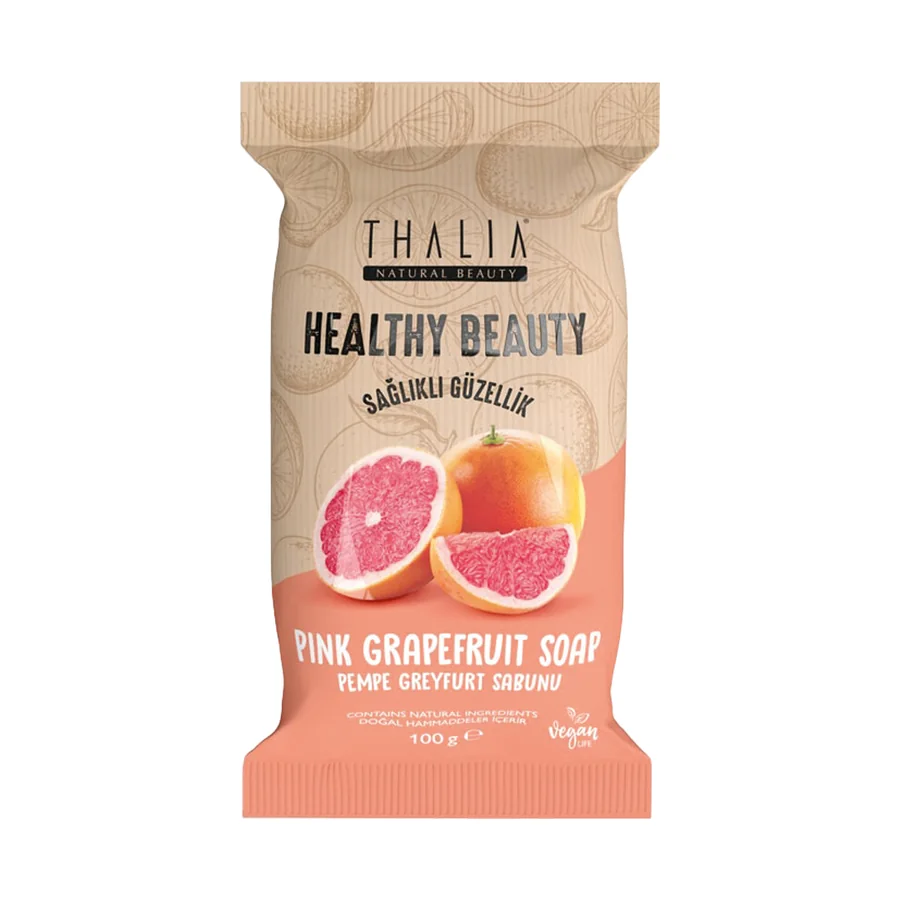 THALIA®
NATURAL BEAUTY
HEALTHY BEAUTY
SAĞLIKLI GÜZELLİK
PINK GRAPEFRUIT SOAP
PEMPE GREYFURT SABUNU
CONTAINS NATURAL INGREDIENTS
DOĞAL HAMMADDELER İÇERİR
100 g ℮
vegan
LIFE